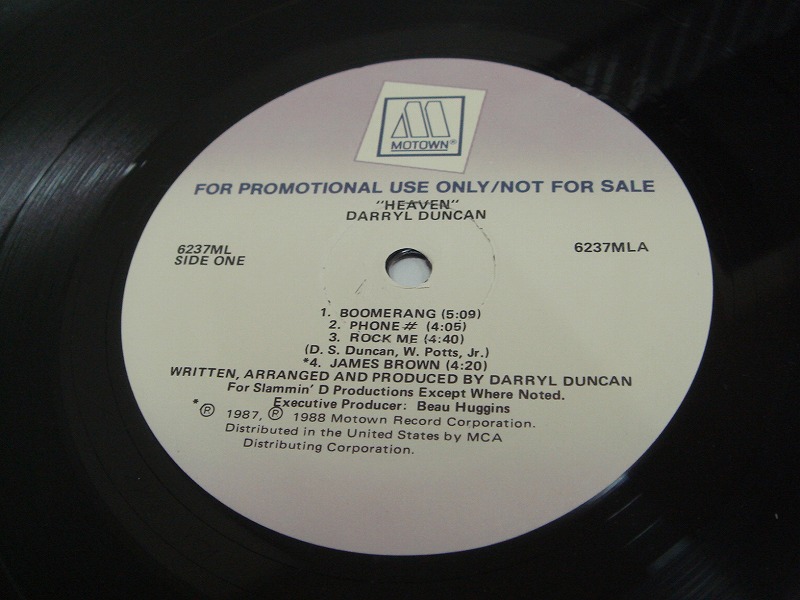 MOTOWN®
FOR PROMOTIONAL USE ONLY/NOT FOR SALE
"HEAVEN"
DARRYL DUNCAN
6237ML
SIDE ONE
6237MLA
1. BOOMERANG (5:09)
2. PHONE # (4:05)
3. ROCK ME (4:40)
(D. S. Duncan, W. Potts, Jr.)
*4. JAMES BROWN (4:20)
WRITTEN, ARRANGED AND PRODUCED BY DARRYL DUNCAN
For Slammin' D Productions Except Where Noted.
Executive Producer: Beau Huggins
*℗ 1987, ℗ 1988 Motown Record Corporation.
Distributed in the United States by MCA
Distributing Corporation.